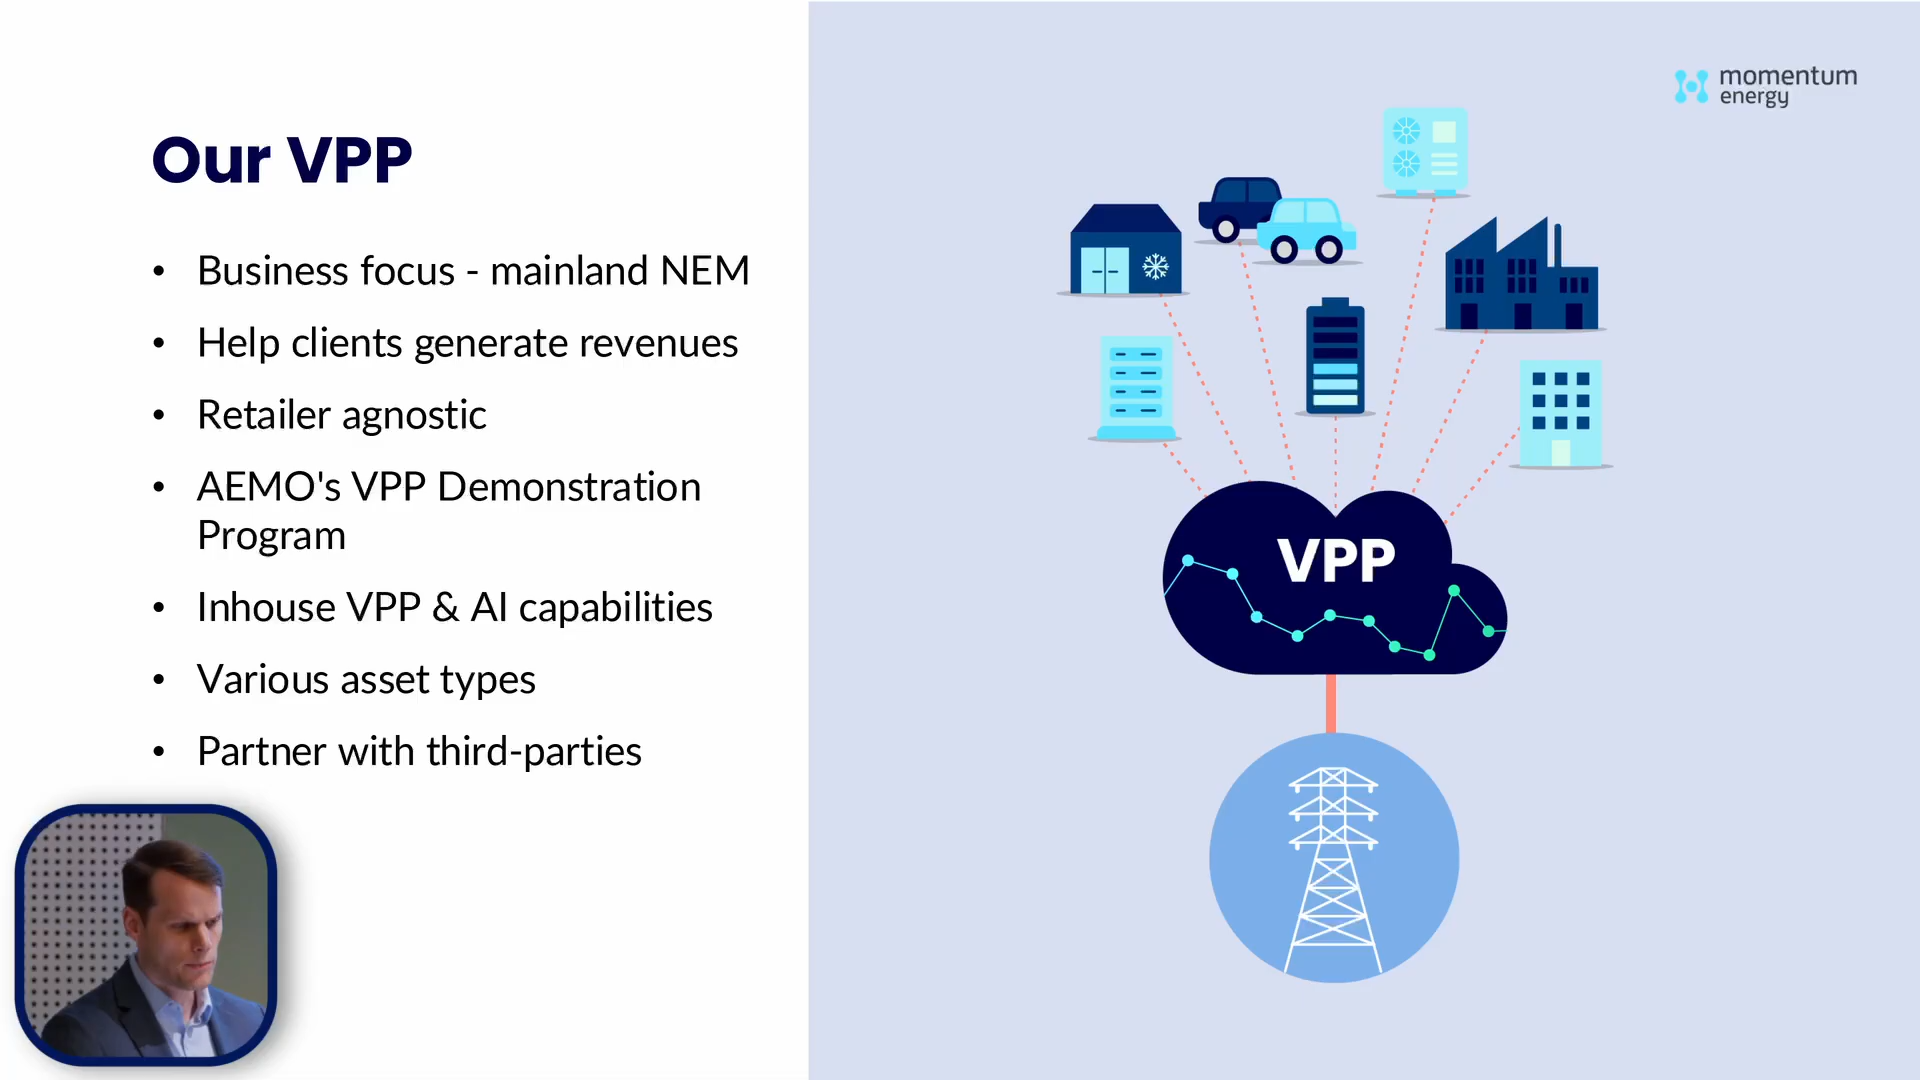 Our VPP
• Business focus - mainland NEM
• Help clients generate revenues
• Retailer agnostic
• AEMO's VPP Demonstration
Program
• Inhouse VPP & AI capabilities
• Various asset types
• Partner with third-parties
momentum
energy
VPP